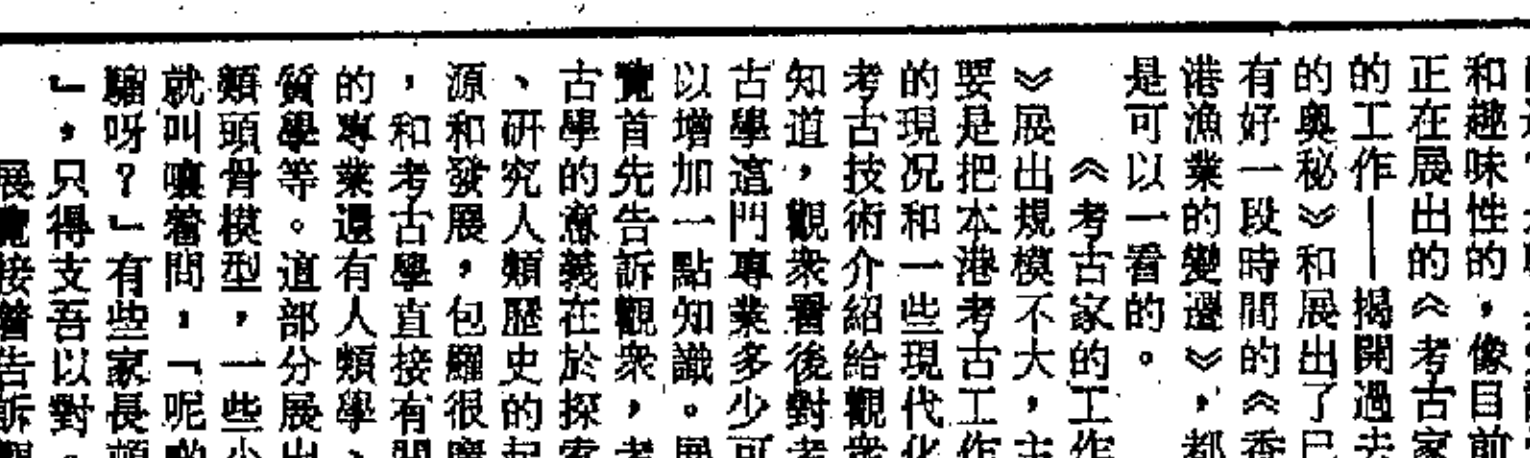 和趣味性的，像目前
正在展出的《考古家
的工作——揭開過去
的奧秘》和展出了已
有好一段時間的《香
港漁業的變遷》，都
是可以一看的。
《考古家的工作
》展出規模不大，主
要是把本港考古工作
的現況和一些現代化
考古技術介紹給觀衆
知道，觀衆看後對考
古學這門專業多少可
以增加一點知識。展
覽首先告訴觀衆，考
古學的意義在於探索
、研究人類歷史的起
源和發展，包羅很廣
，和考古學直接有關
的專業還有人類學、
質學等。這部分展出
類頭骨模型，一些小
就叫嚷着問：「呢啲
騮呀？」有些家長頓
」，只得支吾以對。
展覽接着告訴觀